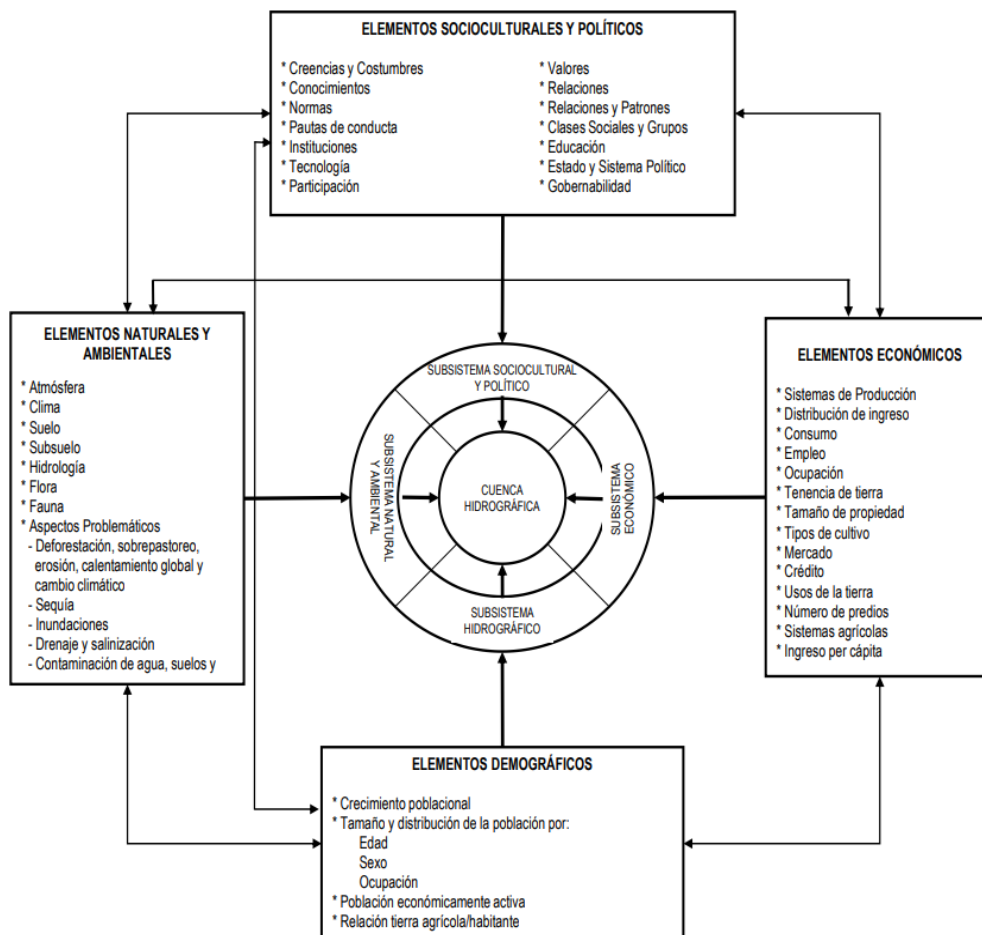 ELEMENTOS SOCIOCULTURALES Y POLÍTICOS
* Creencias y Costumbres
* Conocimientos
* Normas
* Pautas de conducta
* Instituciones
* Tecnología
* Participación
* Valores
* Relaciones
* Relaciones y Patrones
* Clases Sociales y Grupos
* Educación
* Estado y Sistema Político
* Gobernabilidad
ELEMENTOS NATURALES Y
AMBIENTALES
* Atmósfera
* Clima
* Suelo
* Subsuelo
* Hidrología
* Flora
* Fauna
* Aspectos Problemáticos
- Deforestación, sobrepastoreo,
erosión, calentamiento global y
cambio climático
- Sequía
- Inundaciones
- Drenaje y salinización
- Contaminación de agua, suelos y
SUBSISTEMA SOCIOCULTURAL
Y POLÍTICO
SUBSISTEMA NATURAL
Y AMBIENTAL
CUENCA
HIDROGRÁFICA
SUBSISTEMA
ECONÓMICO
SUBSISTEMA
HIDROGRÁFICO
ELEMENTOS ECONÓMICOS
* Sistemas de Producción
* Distribución de ingreso
* Consumo
* Empleo
* Ocupación
* Tenencia de tierra
* Tamaño de propiedad
* Tipos de cultivo
* Mercado
* Crédito
* Usos de la tierra
* Número de predios
* Sistemas agrícolas
* Ingreso per cápita
ELEMENTOS DEMOGRÁFICOS
* Crecimiento poblacional
* Tamaño y distribución de la población por:
Edad
Sexo
Ocupación
* Población económicamente activa
* Relación tierra agrícola/habitante